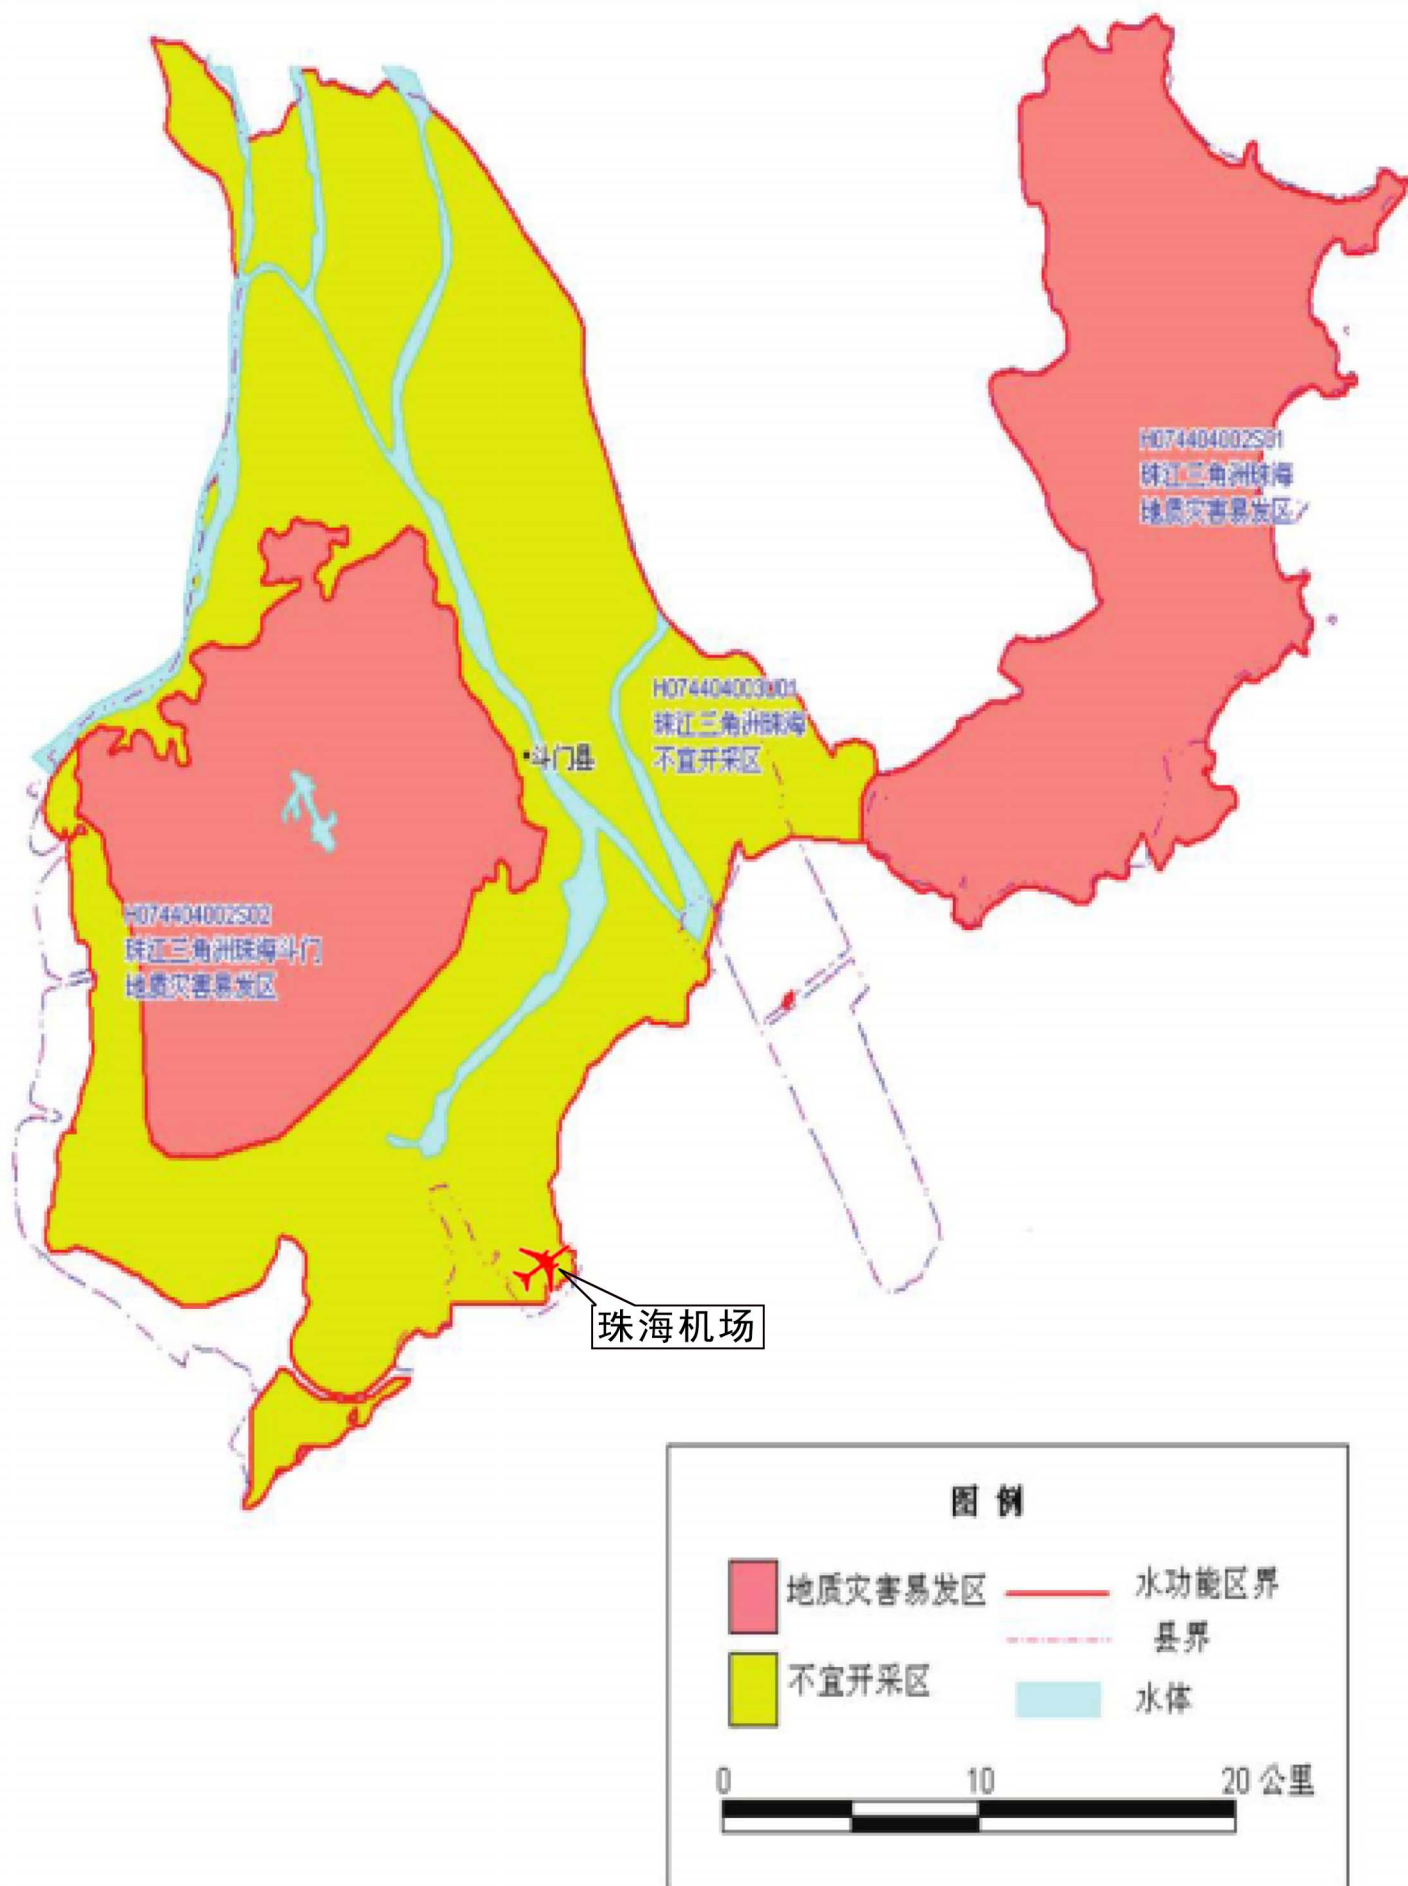 H074404002S01
珠江三角洲珠海
地质灾害易发区
H074404003U01
珠江三角洲珠海
不宜开采区
斗门县
H074404002S02
珠江三角洲珠海斗门
地质灾害易发区
珠海机场
图 例
地质灾害易发区
水功能区界
县界
不宜开采区
水体
0 10 20 公里